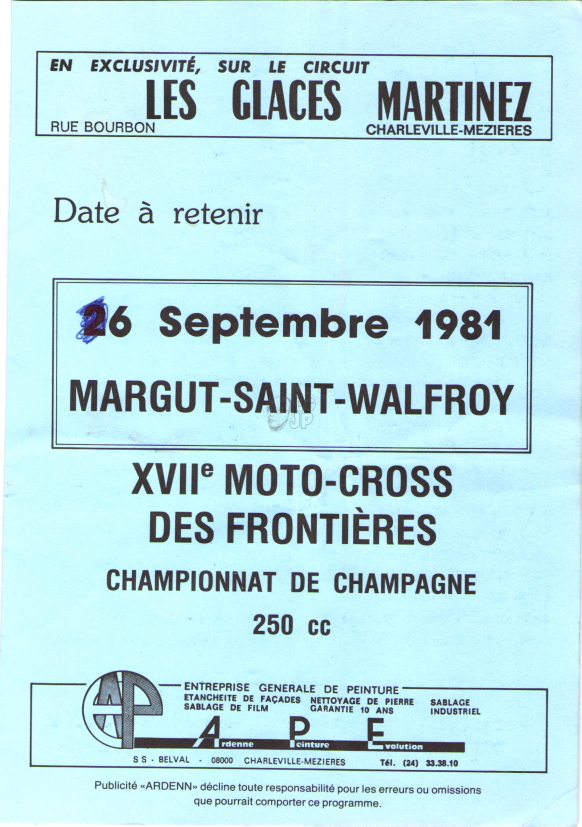 EN EXCLUSIVITÉ, SUR LE CIRCUIT
LES GLACES MARTINEZ
RUE BOURBON CHARLEVILLE-MEZIERES
Date à retenir
26 Septembre 1981
MARGUT-SAINT-WALFROY
JP
XVIIe MOTO-CROSS
DES FRONTIÈRES
CHAMPIONNAT DE CHAMPAGNE
250 cc
AP
ENTREPRISE GENERALE DE PEINTURE
ETANCHEITE DE FAÇADES NETTOYAGE DE PIERRE SABLAGE
SABLAGE DE FILM GARANTIE 10 ANS INDUSTRIEL
Ardenne Peinture Evolution
SS - BELVAL - 08000 CHARLEVILLE-MEZIERES Tél. (24) 33.38.10
Publicité «ARDENN» décline toute responsabilité pour les erreurs ou omissions
que pourrait comporter ce programme.